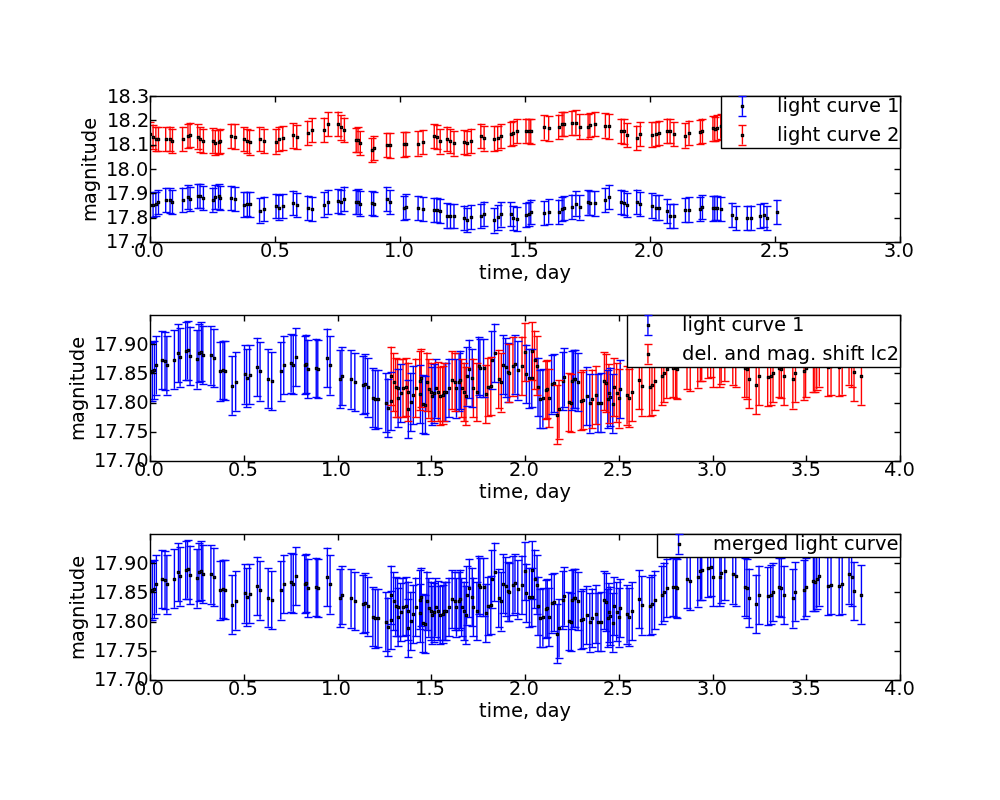 18.3
18.2
18.1
18.0
17.9
17.8
17.7
magnitude
light curve 1
light curve 2
0.0 0.5 1.0 1.5 2.0 2.5 3.0
time, day
17.90
17.85
17.80
17.75
17.70
magnitude
light curve 1
del. and mag. shift lc2
0.0 0.5 1.0 1.5 2.0 2.5 3.0 3.5 4.0
time, day
17.90
17.85
17.80
17.75
17.70
magnitude
merged light curve
0.0 0.5 1.0 1.5 2.0 2.5 3.0 3.5 4.0
time, day